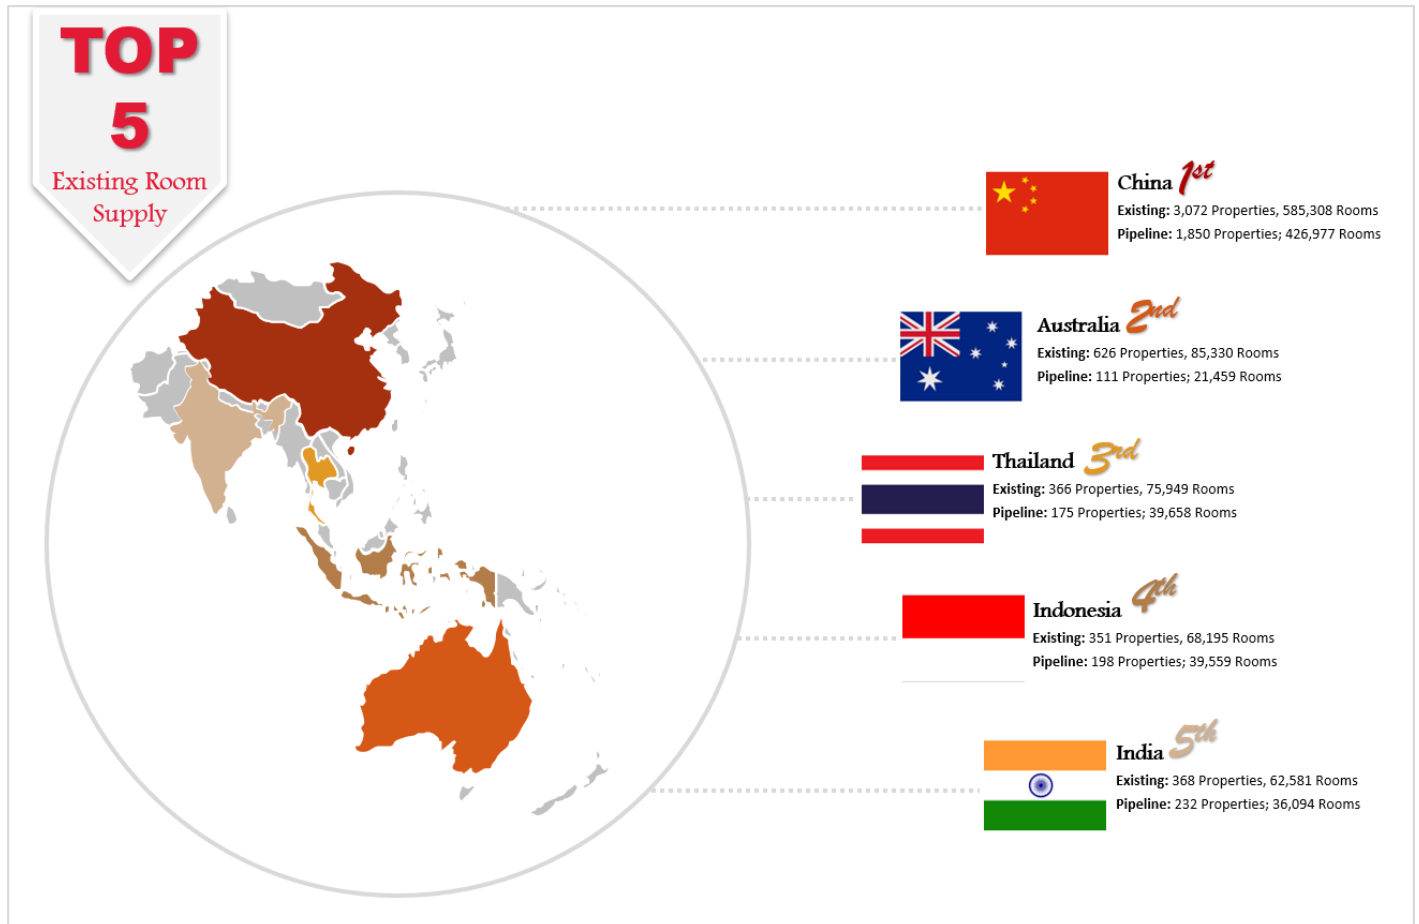 TOP
5
Existing Room
Supply
China 1st
Existing: 3,072 Properties, 585,308 Rooms
Pipeline: 1,850 Properties; 426,977 Rooms
Australia 2nd
Existing: 626 Properties, 85,330 Rooms
Pipeline: 111 Properties; 21,459 Rooms
Thailand 3rd
Existing: 366 Properties, 75,949 Rooms
Pipeline: 175 Properties; 39,658 Rooms
Indonesia 4th
Existing: 351 Properties, 68,195 Rooms
Pipeline: 198 Properties; 39,559 Rooms
India 5th
Existing: 368 Properties, 62,581 Rooms
Pipeline: 232 Properties; 36,094 Rooms